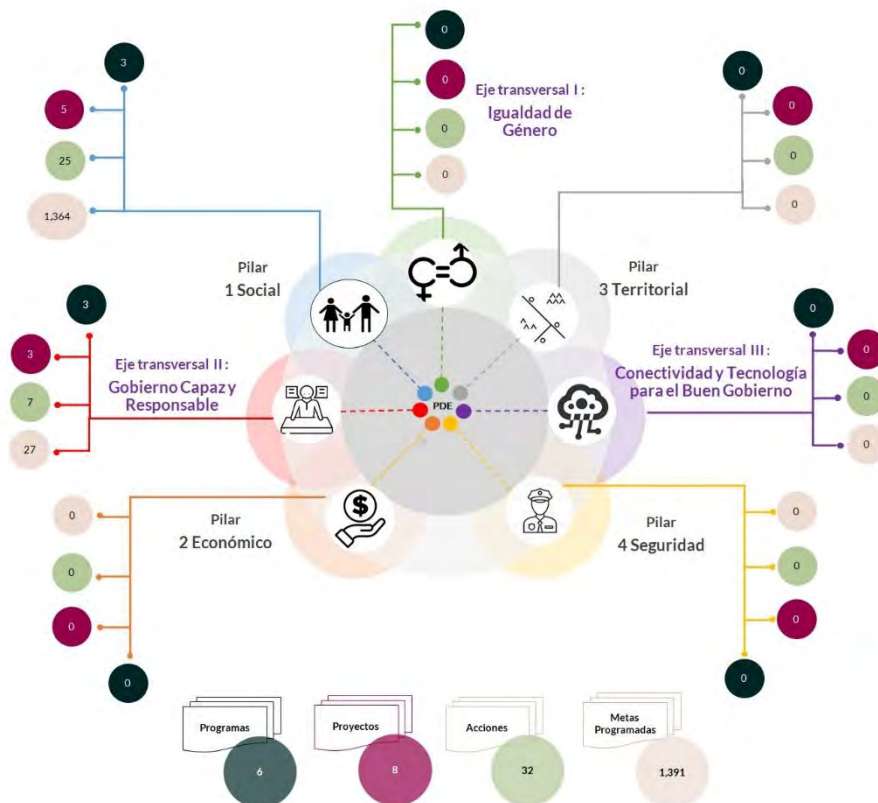 0
3
0
0
5
0
Eje transversal I :
Igualdad de
Género
0
0
25
0
0
1,364
Pilar
1 Social
Pilar
3 Territorial
3
0
3
Eje transversal II :
Gobierno Capaz y
Responsable
7
27
Eje transversal III :
Conectividad y Tecnología
para el Buen Gobierno
0
0
0
PDE
0
Pilar
2 Económico
0
0
0
Pilar
4 Seguridad
0
0
0
0
Programas
6
Proyectos
8
Acciones
32
Metas
Programadas
1,391